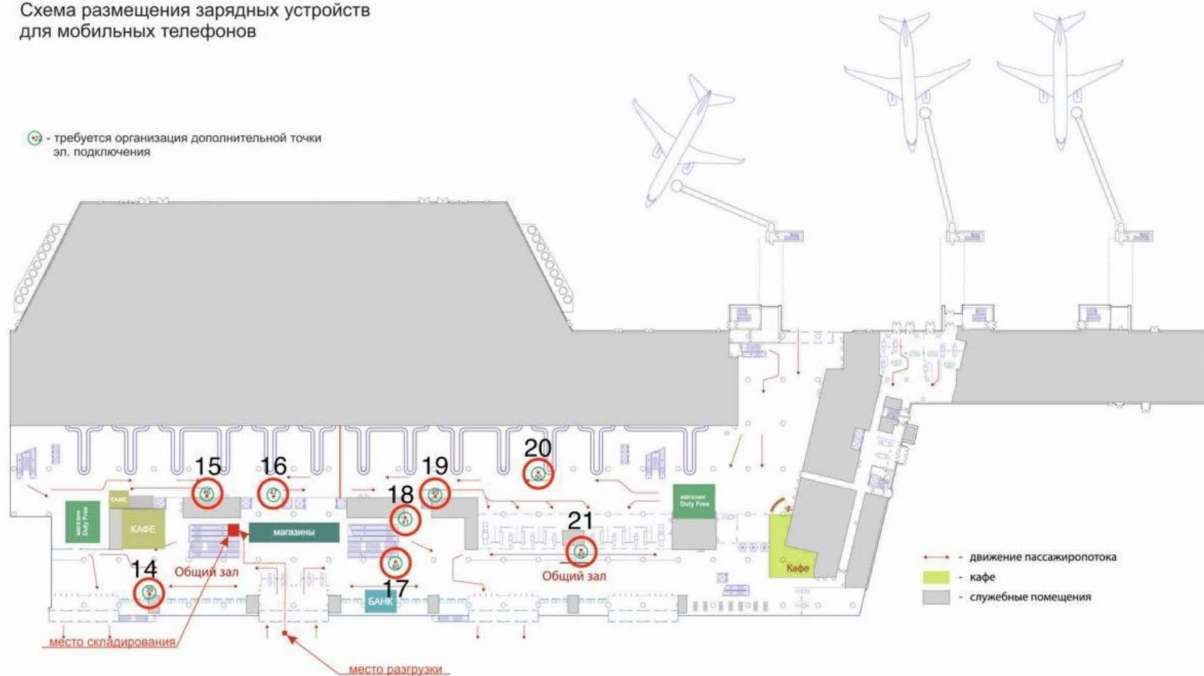 Схема размещения зарядных устройств
для мобильных телефонов
- требуется организация дополнительной точки
эл. подключения
20
15
16
19
18
21
14
17
магазин
Duty Free
КАФЕ
КАФЕ
магазины
магазин
Duty Free
Общий зал
Общий зал
БАНК
Кафе
место складирования
место разгрузки
- движение пассажиропотока
- кафе
- служебные помещения